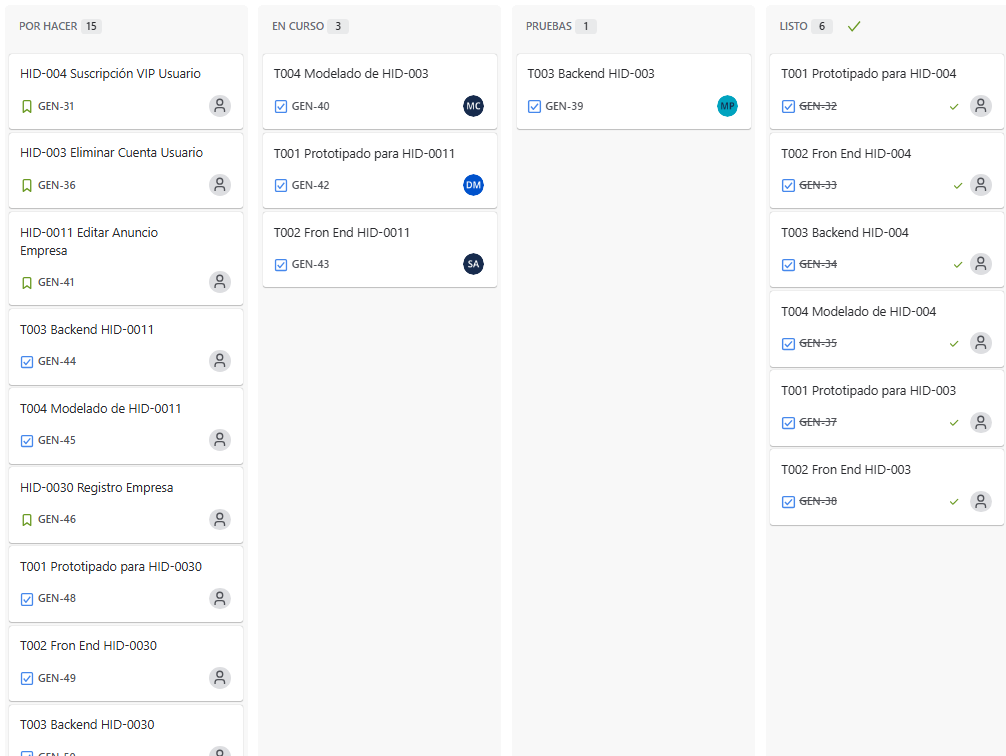 POR HACER 15
HID-004 Suscripción VIP Usuario
GEN-31
HID-003 Eliminar Cuenta Usuario
GEN-36
HID-0011 Editar Anuncio
Empresa
GEN-41
T003 Backend HID-0011
GEN-44
T004 Modelado de HID-0011
GEN-45
HID-0030 Registro Empresa
GEN-46
T001 Prototipado para HID-0030
GEN-48
T002 Fron End HID-0030
GEN-49
T003 Backend HID-0030
EN CURSO 3
T004 Modelado de HID-003
GEN-40
MC
T001 Prototipado para HID-0011
GEN-42
DM
T002 Fron End HID-0011
GEN-43
SA
PRUEBAS 1
T003 Backend HID-003
GEN-39
MP
LISTO 6
T001 Prototipado para HID-004
GEN-32
T002 Fron End HID-004
GEN-33
T003 Backend HID-004
GEN-34
T004 Modelado de HID-004
GEN-35
T001 Prototipado para HID-003
GEN-37
T002 Fron End HID-003
GEN-38